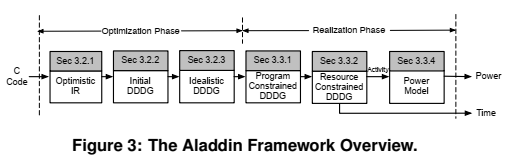 Optimization Phase
Realization Phase
C
Code
Sec 3.2.1
Optimistic
IR
Sec 3.2.2
Initial
DDDG
Sec 3.2.3
Idealistic
DDDG
Sec 3.3.1
Program
Constrained
DDDG
Sec 3.3.2
Resource
Constrained
DDDG
Activity
Sec 3.3.4
Power
Model
Power
Time
Figure 3: The Aladdin Framework Overview.